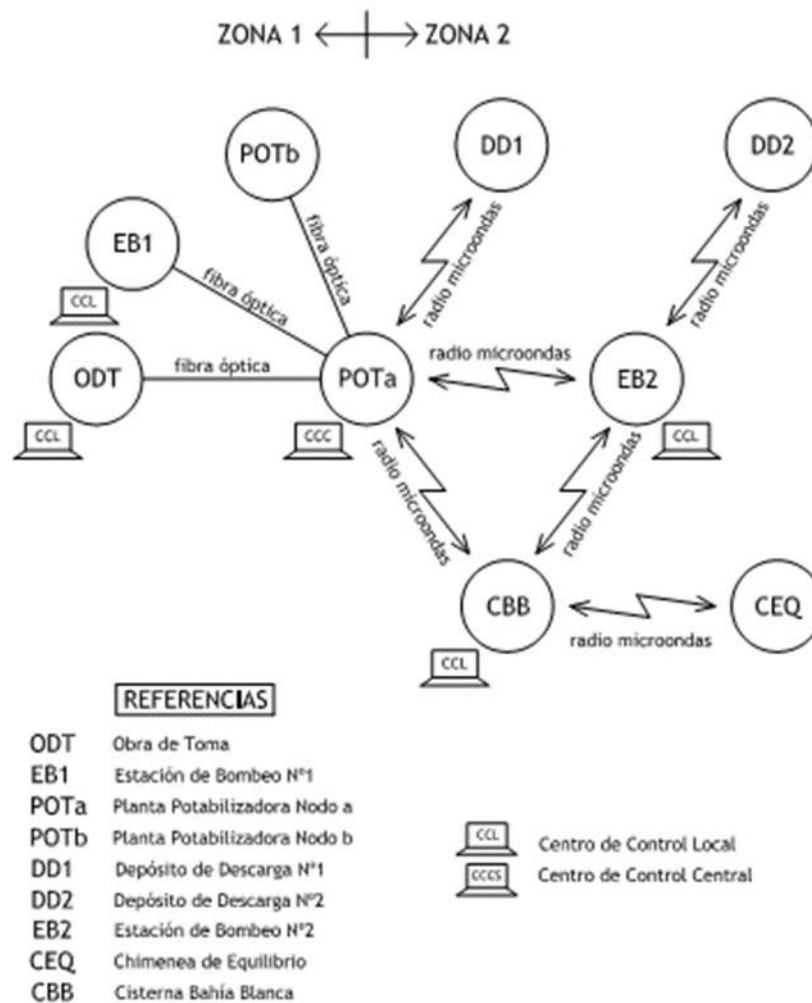 ZONA 1 ZONA 2
POTb
DD1
DD2
EB1
fibra óptica
fibra óptica
radio microondas
radio microondas
CCL
ODT
fibra óptica
POTa
radio microondas
EB2
CCL
CCC
CCL
radio microondas
radio microondas
CBB
CEQ
radio microondas
CCL
REFERENCIAS
ODT Obra de Toma
EB1 Estación de Bombeo Nº1
POTa Planta Potabilizadora Nodo a
POTb Planta Potabilizadora Nodo b
DD1 Depósito de Descarga Nº1
DD2 Depósito de Descarga Nº2
EB2 Estación de Bombeo Nº2
CEQ Chimenea de Equilibrio
CBB Cisterna Bahía Blanca
CCL Centro de Control Local
CCCS Centro de Control Central